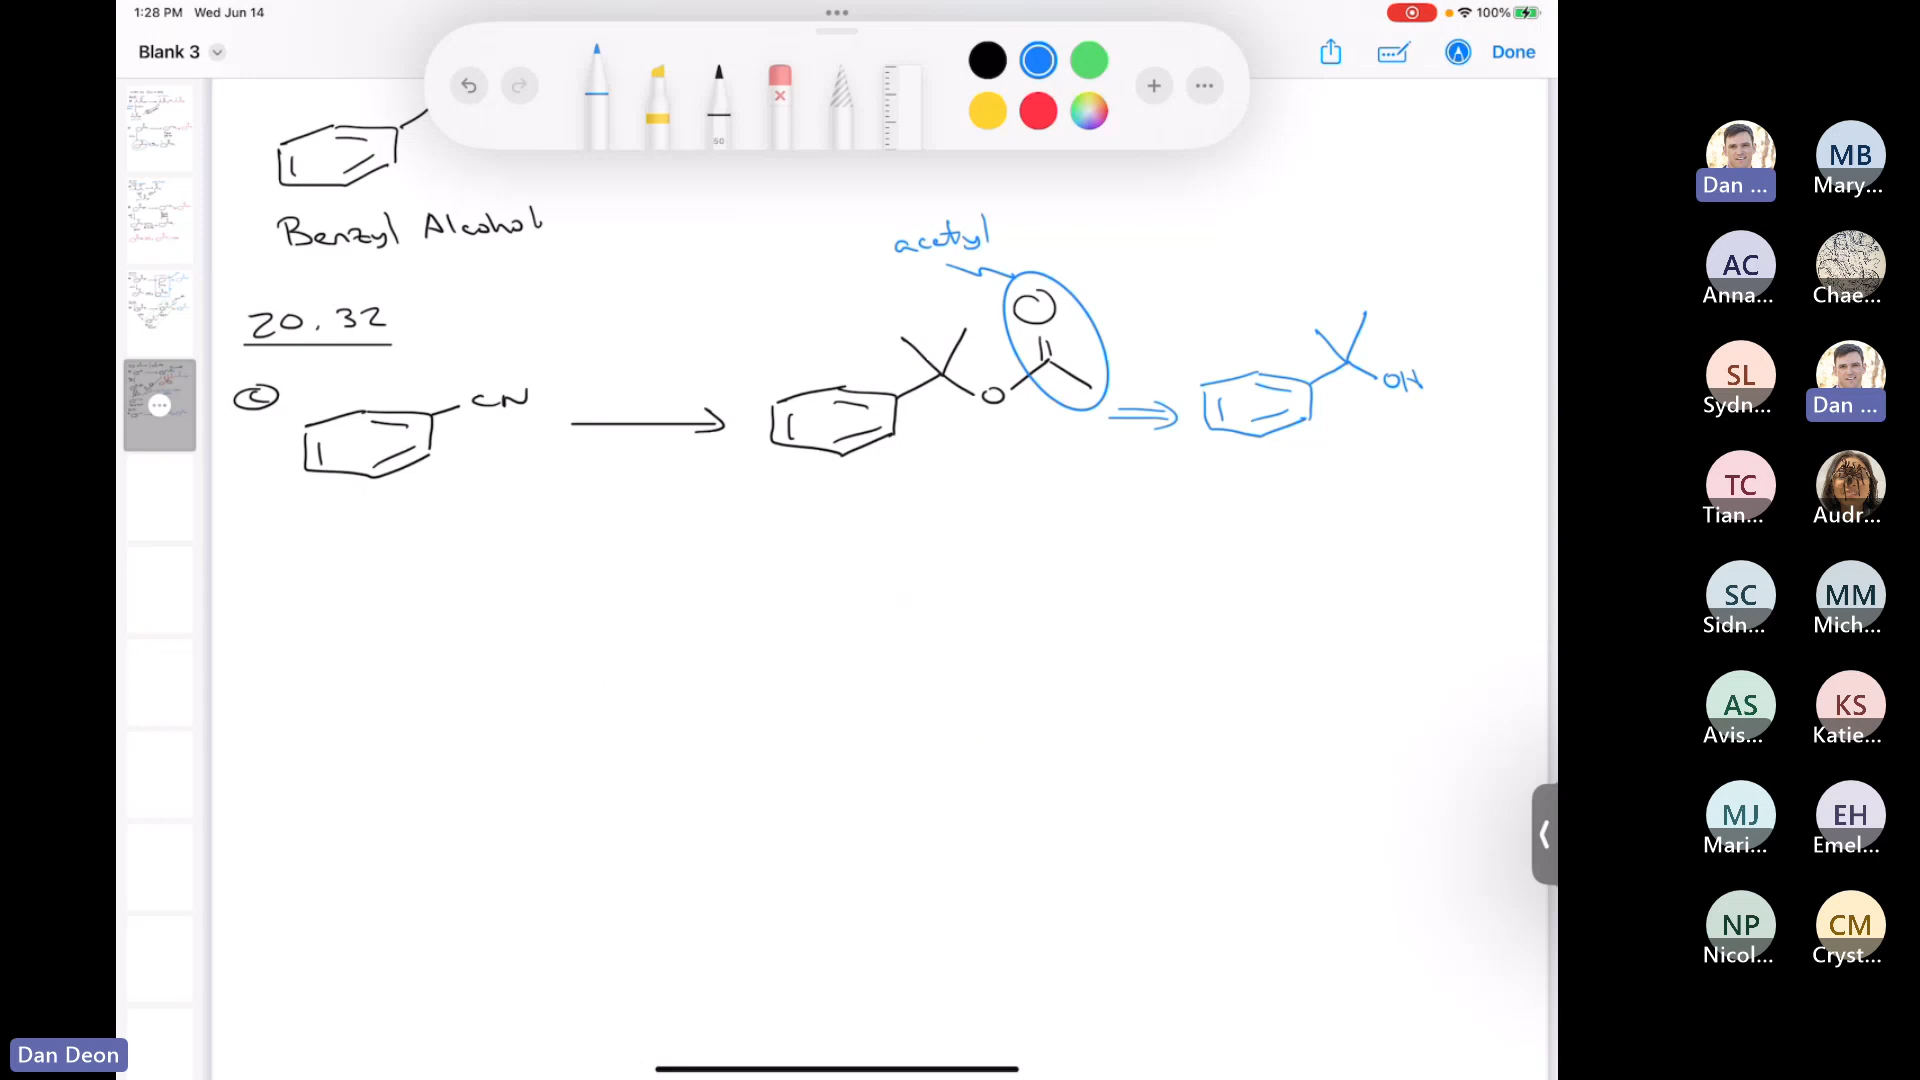 1:28 PM Wed Jun 14
100%
Blank 3
Done
50
Benzyl Alcohol
acetyl
20.32
c
CN
O
O
OH
Dan ...
MB
Mary...
AC
Anna...
Chae...
SL
Sydn...
Dan ...
TC
Tian...
Audr...
SC
Sidn...
MM
Mich...
AS
Avis...
KS
Katie...
MJ
Mari...
EH
Emel...
NP
Nicol...
CM
Cryst...
Dan Deon